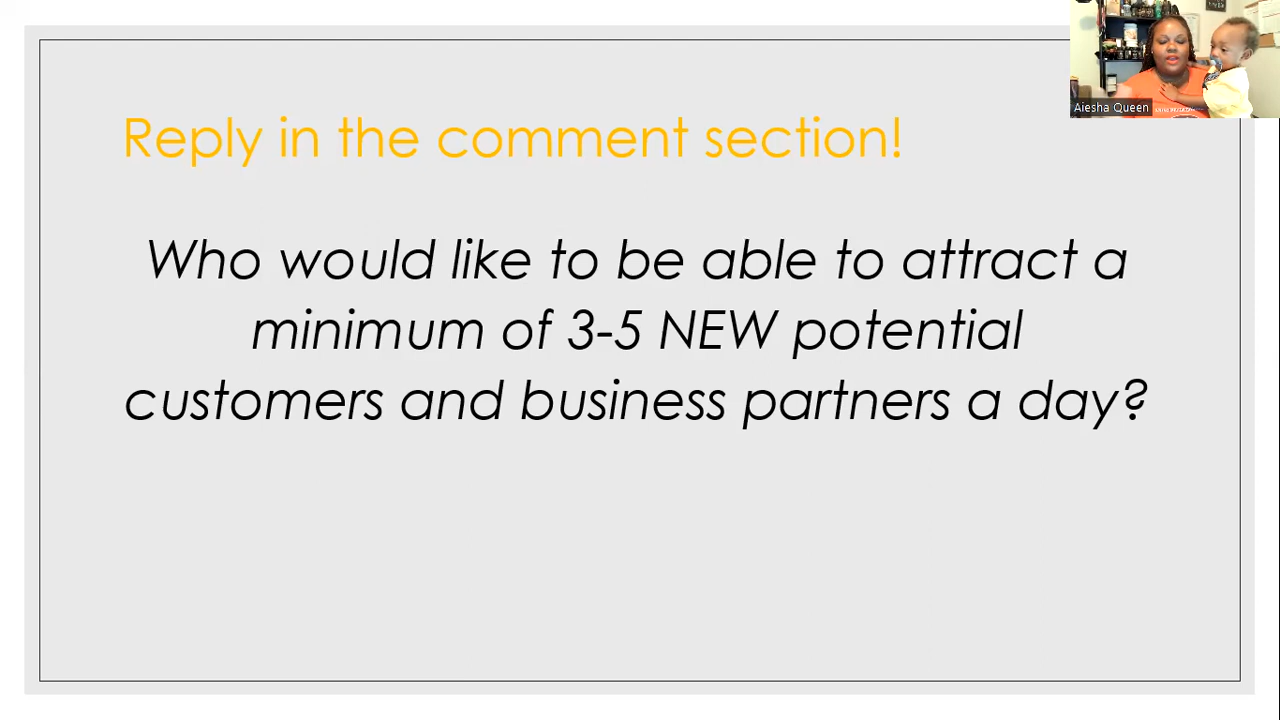 Reply in the comment section!
Who would like to be able to attract a
minimum of 3-5 NEW potential
customers and business partners a day?
Aiesha Queen